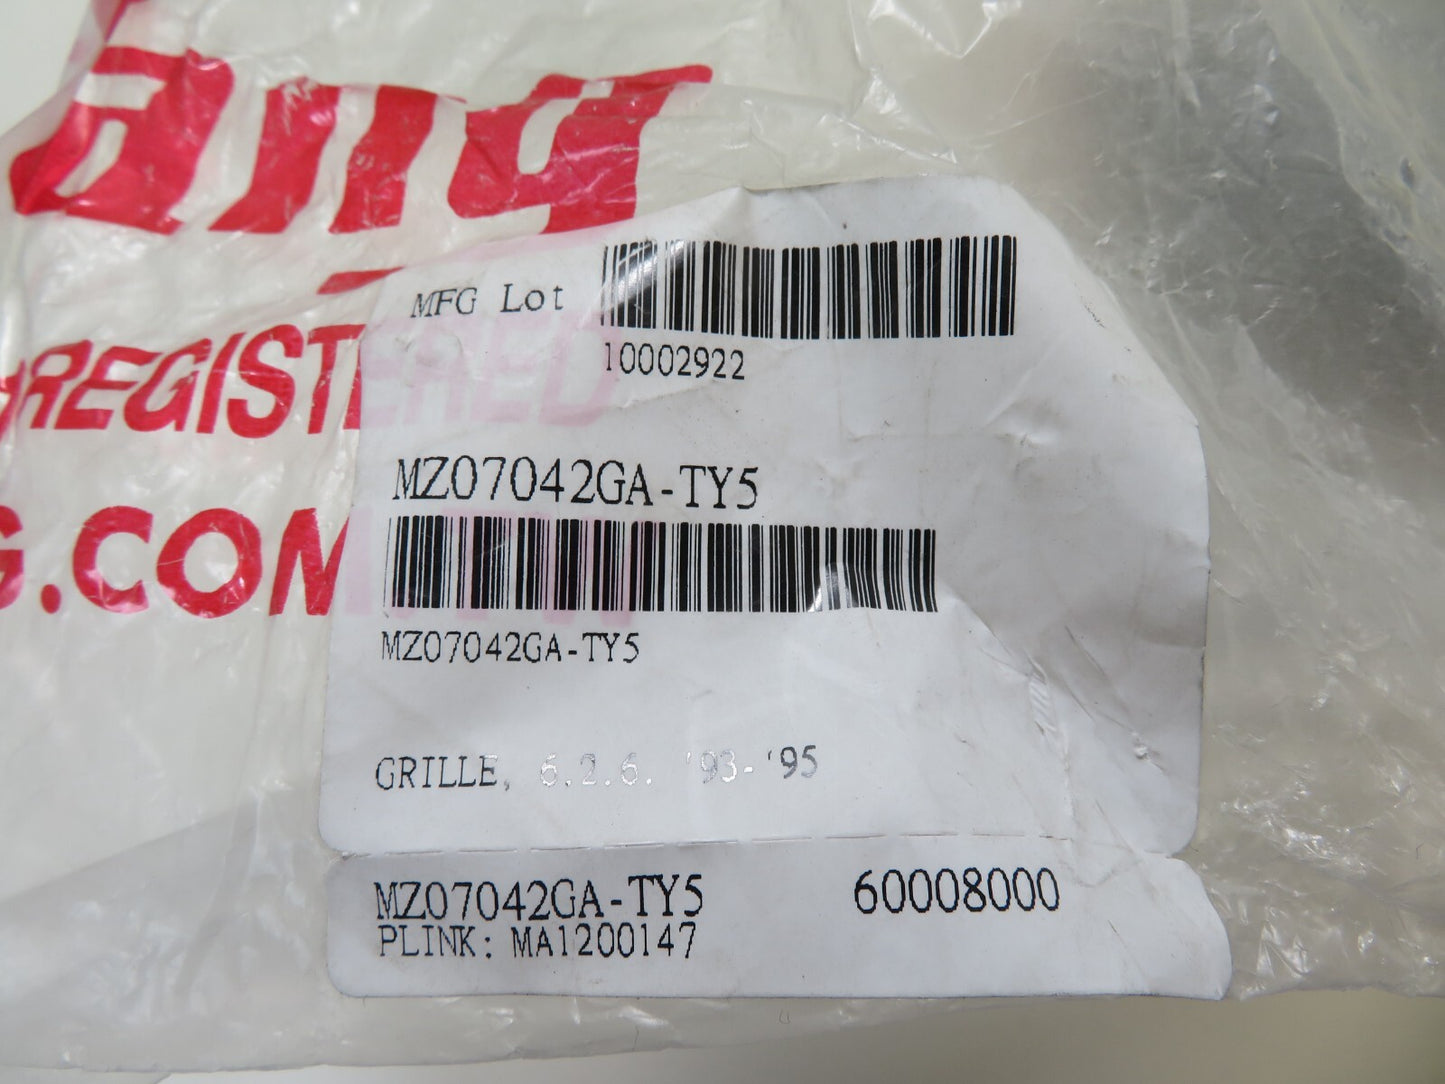 REGISTERED
G.COM
MFG Lot
10002922
MZ07042GA-TY5
MZ07042GA-TY5
GRILLE, 6.2.6. '93-'95
MZ07042GA-TY5 60008000
PLINK: MA1200147